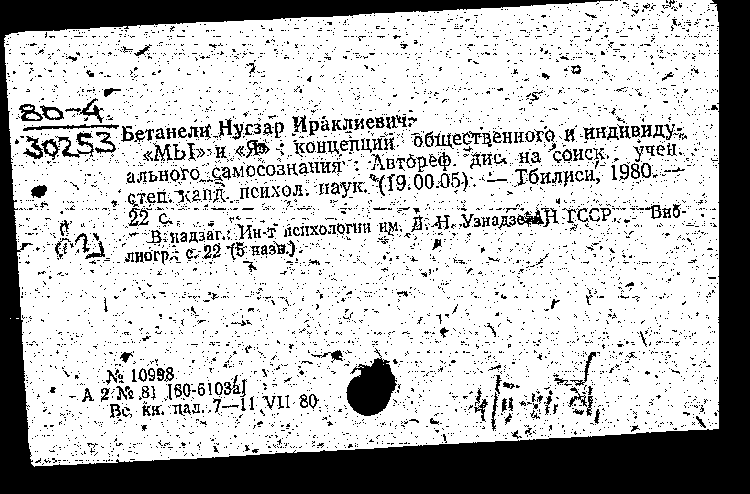 80-4
30253
Бетанели Нугзар Ираклиевич.
«МЫ» и «Я» : концепции общественного и индивиду-
ального самосознания : Автореф. дис. на соиск. учен.
степ. канд. психол. наук. (19.00.05). — Тбилиси, 1980. —
22 с.
В надзаг.: Ин-т психологии им. Д. Н. Узнадзе АН ГССР. — Биб-
лиогр.: с. 22 (5 назв.).
№ 10998
А 2 № 81 [80-6103а]
Вс. кн. пал. 7—11 VII 80